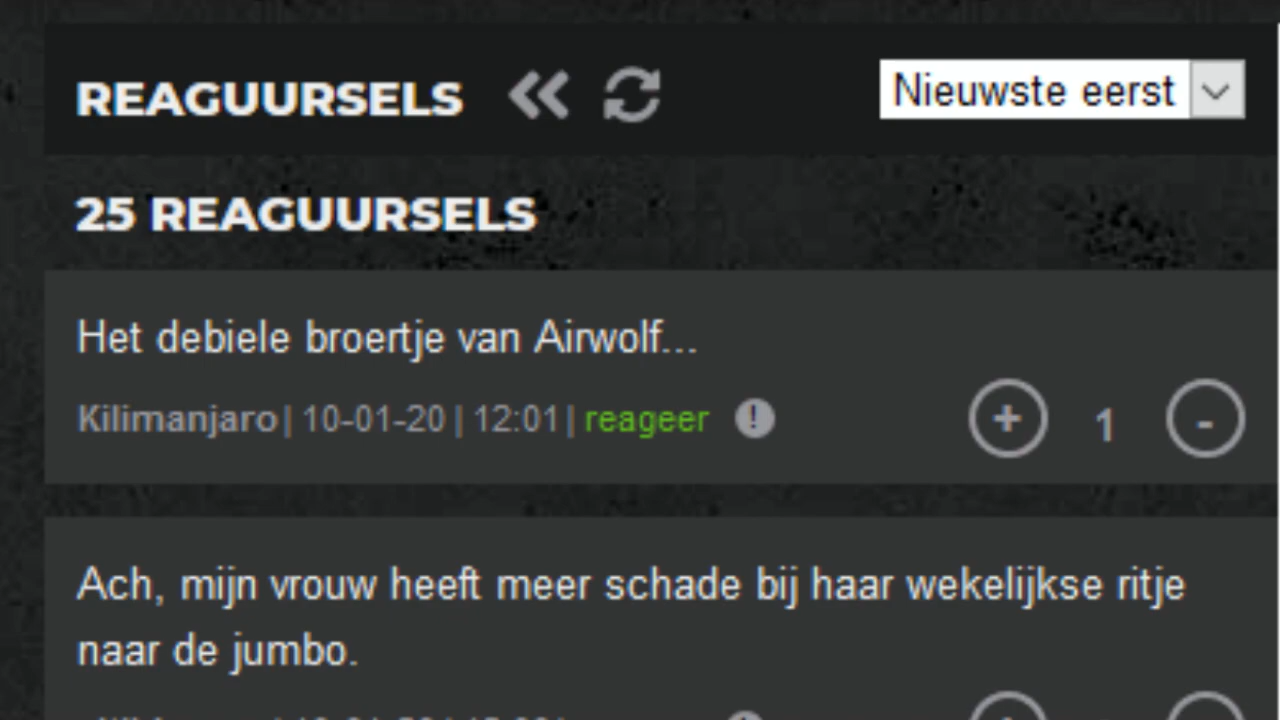 REAGUURSELS
Nieuwste eerst
25 REAGUURSELS
Het debiele broertje van Airwolf...
Kilimanjaro| 10-01-20 | 12:01| reageer
+ 1 -
Ach, mijn vrouw heeft meer schade bij haar wekelijkse ritje
naar de jumbo.